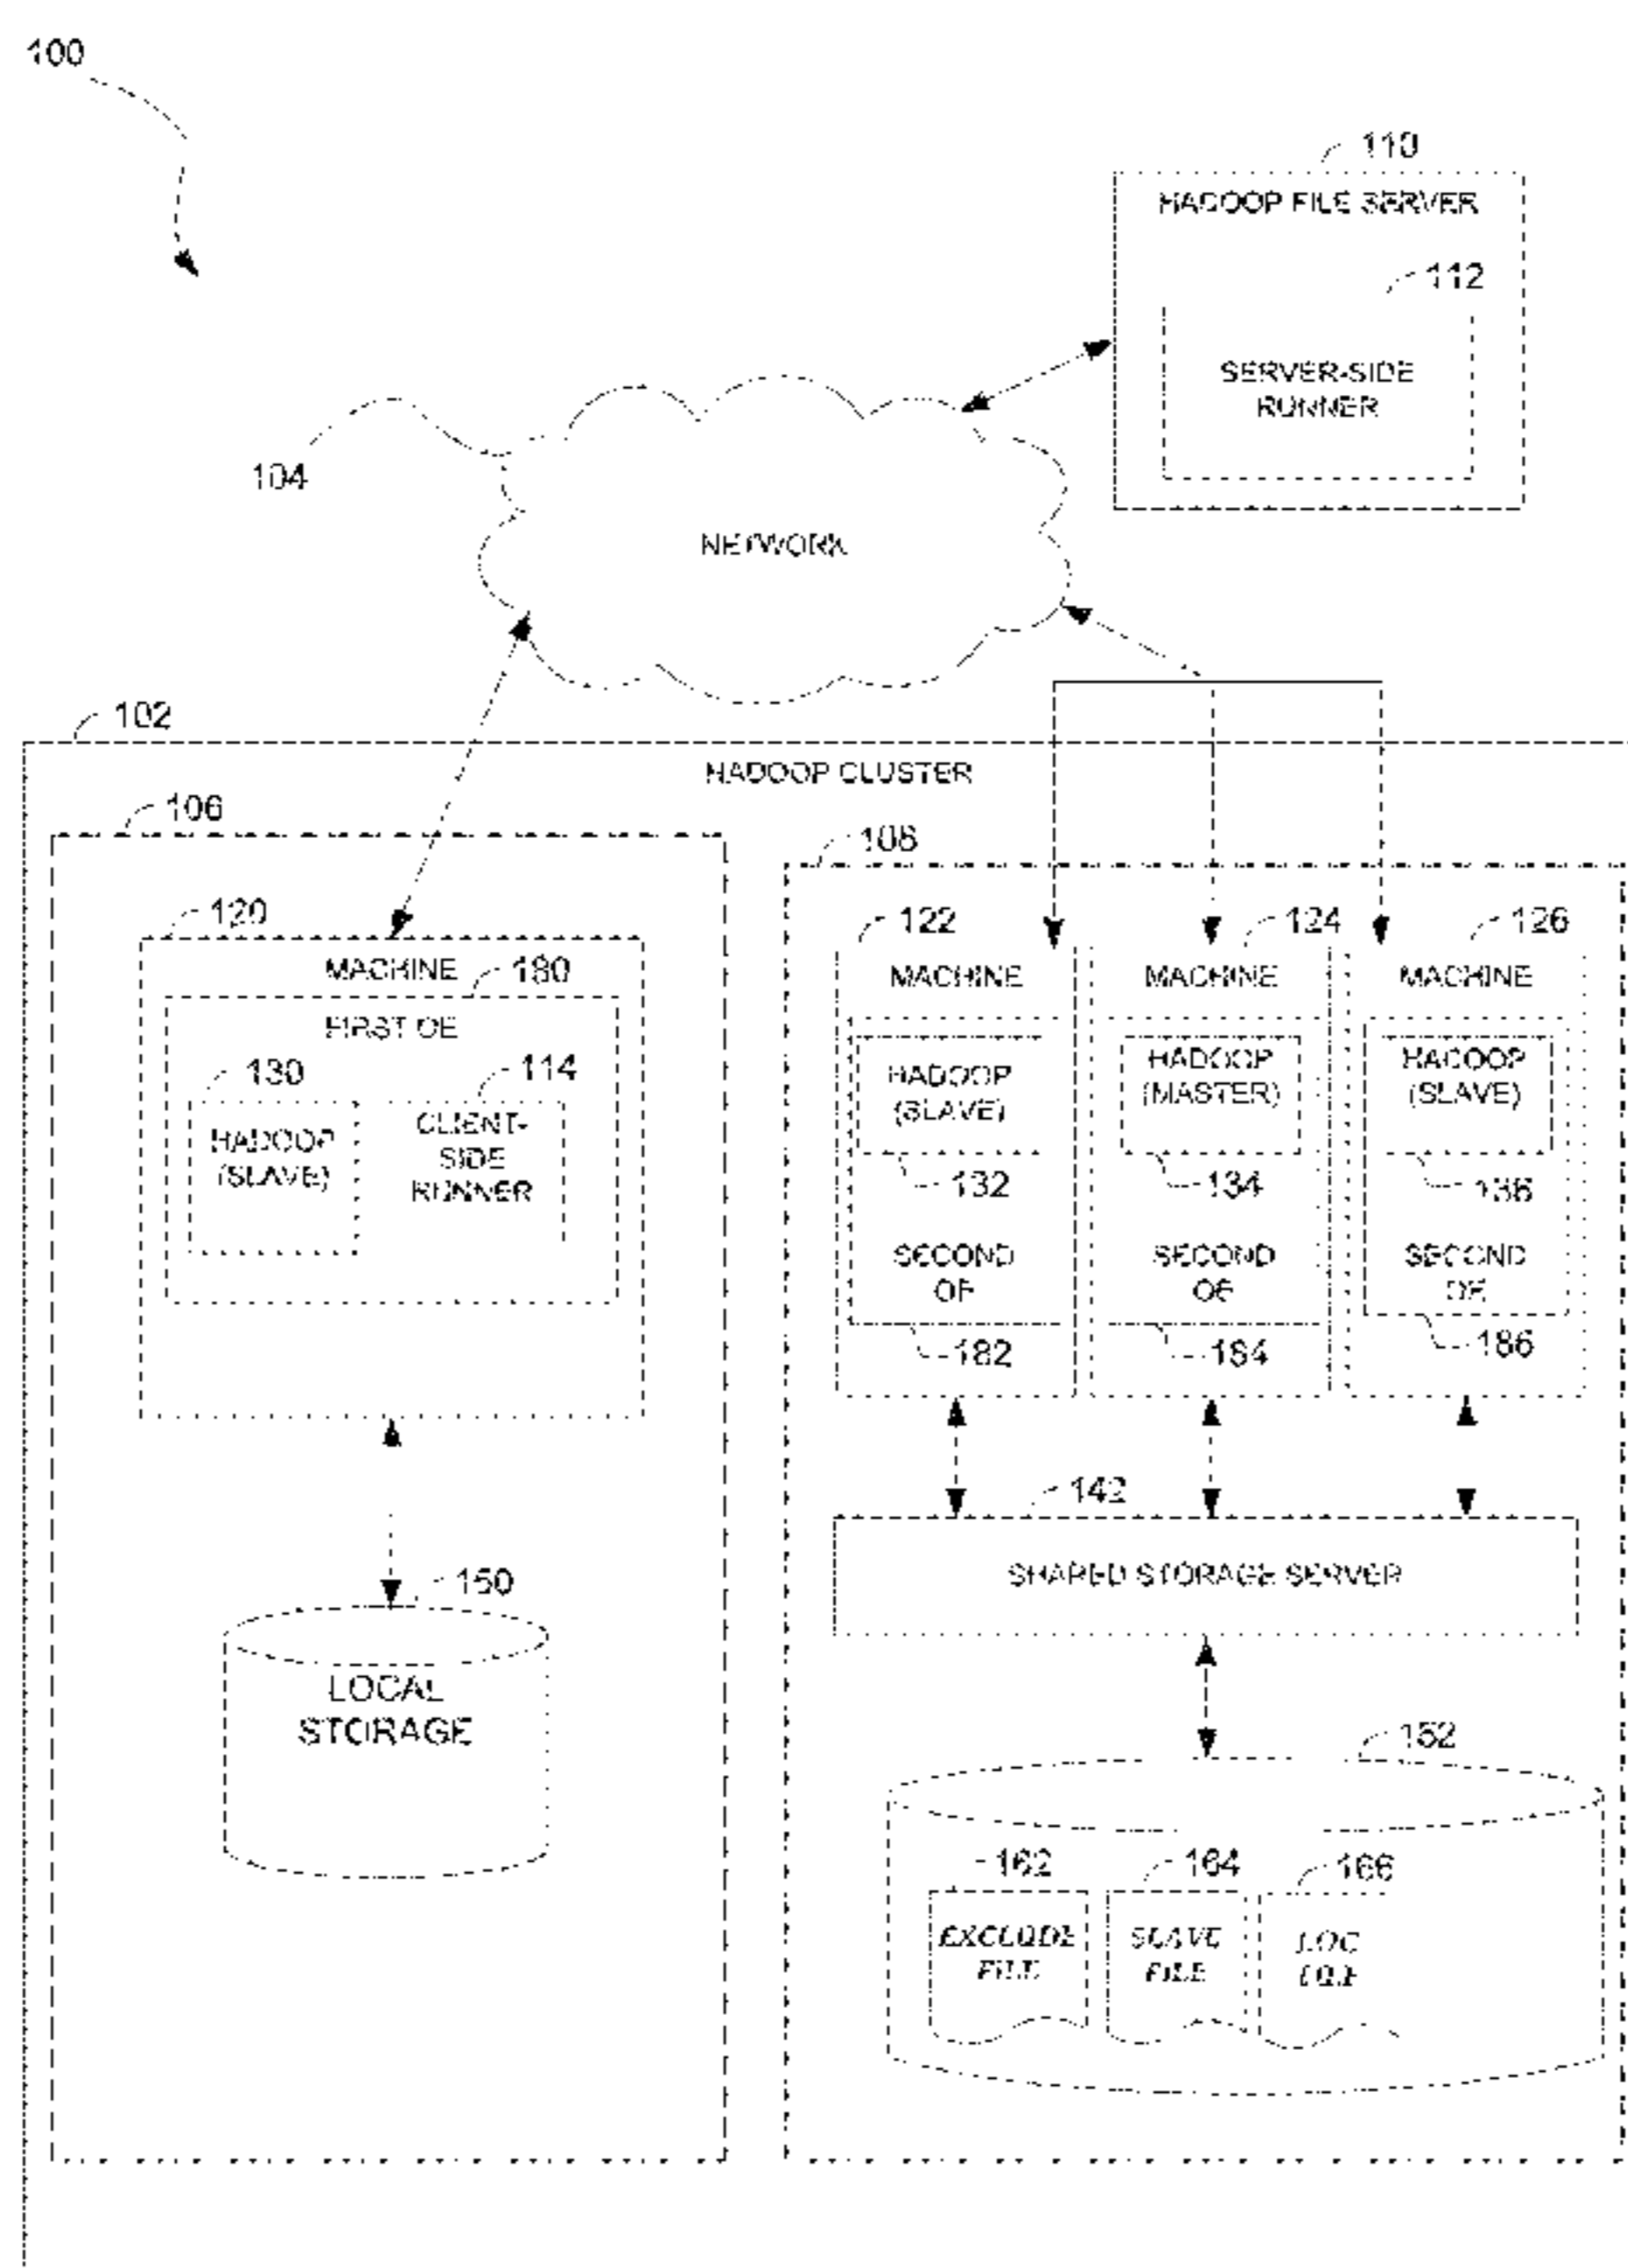 100
110
HADOOP FILE SERVER
112
SERVER-SIDE
RUNNER
104
NETWORK
102
HADOOP CLUSTER
106
108
120
122
124
126
MACHINE
180
MACHINE
MACHINE
MACHINE
FIRST OE
130
114
HADOOP
(SLAVE)
CLIENT-
SIDE
RUNNER
HADOOP
(SLAVE)
HADOOP
(MASTER)
HADOOP
(SLAVE)
132
134
136
SECOND
OE
SECOND
OE
SECOND
OE
182
184
186
142
SHARED STORAGE SERVER
150
LOCAL
STORAGE
152
162
164
166
EXCLUDE
FILE
SLAVE
FILE